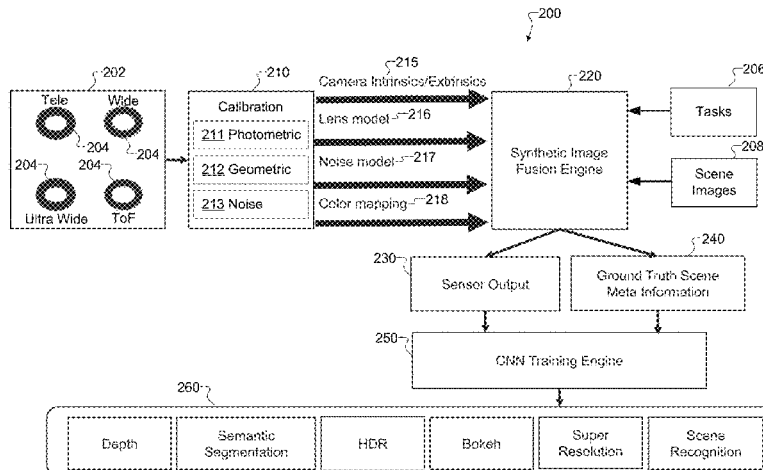 200
202
Tele
Wide
204
204
204
204
Ultra Wide
ToF
210
Calibration
211 Photometric
212 Geometric
213 Noise
215
Camera Intrinsics/Extrinsics
Lens model 216
Noise model 217
Color mapping 218
220
Synthetic Image
Fusion Engine
206
Tasks
208
Scene
Images
230
Sensor Output
240
Ground Truth Scene
Meta Information
250
CNN Training Engine
260
Depth
Semantic
Segmentation
HDR
Bokeh
Super
Resolution
Scene
Recognition